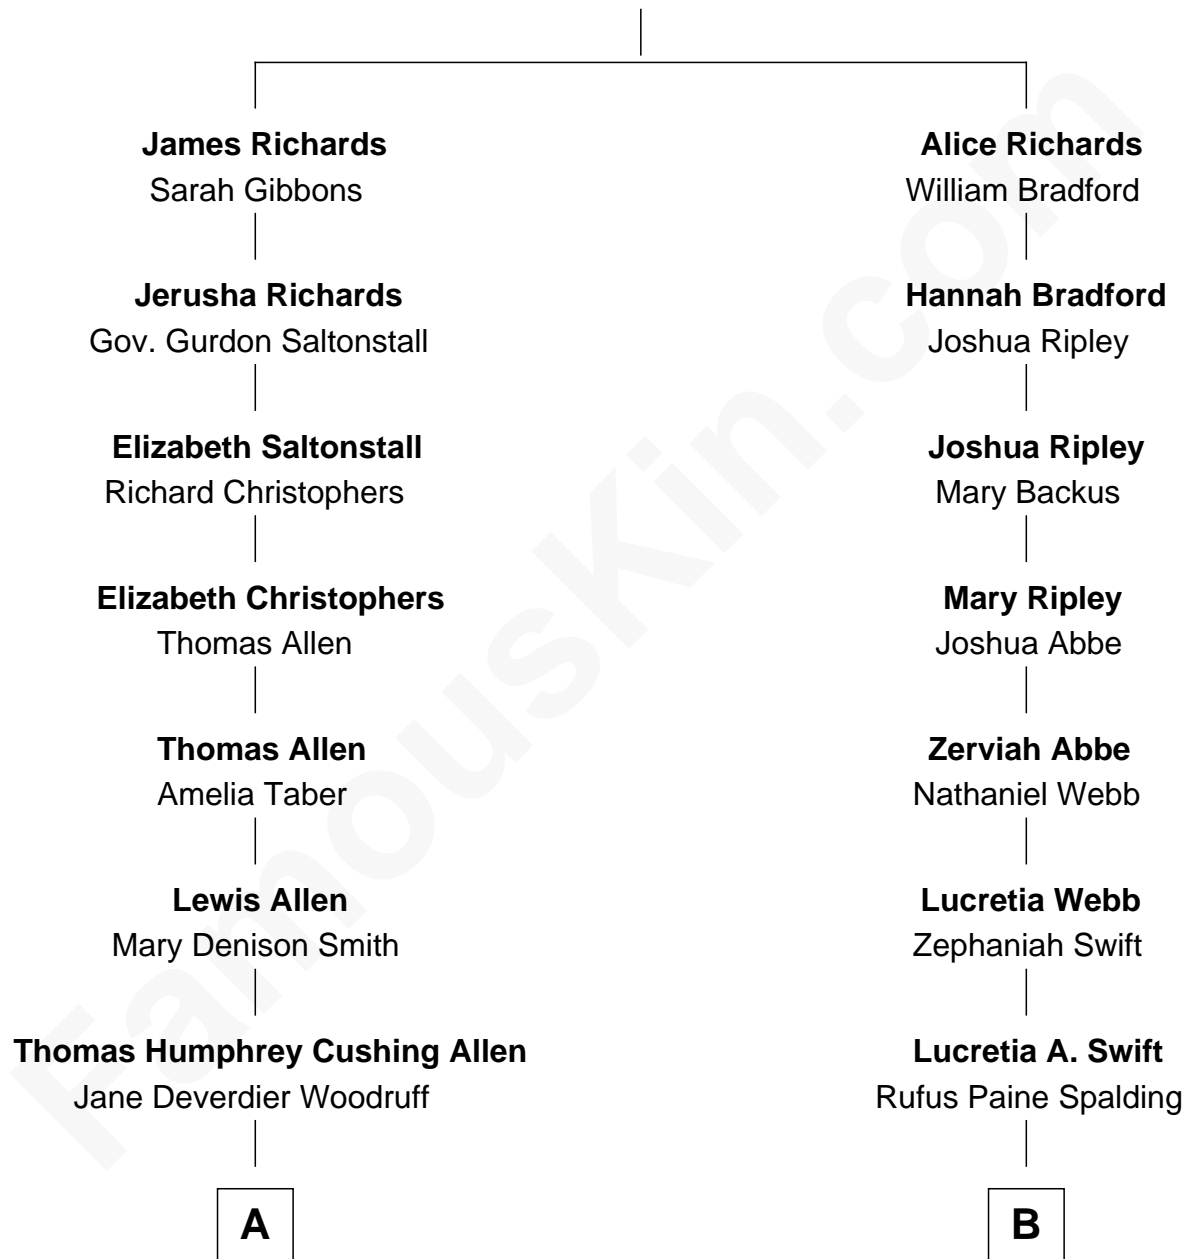 James Richards
Sarah Gibbons
Jerusha Richards
Gov. Gurdon Saltonstall
Elizabeth Saltonstall
Richard Christophers
Elizabeth Christophers
Thomas Allen
Thomas Allen
Amelia Taber
Lewis Allen
Mary Denison Smith
Thomas Humphrey Cushing Allen
Jane Deverdier Woodruff
A
Alice Richards
William Bradford
Hannah Bradford
Joshua Ripley
Joshua Ripley
Mary Backus
Mary Ripley
Joshua Abbe
Zerviah Abbe
Nathaniel Webb
Lucretia Webb
Zephaniah Swift
Lucretia A. Swift
Rufus Paine Spalding
B
FamousKin.com